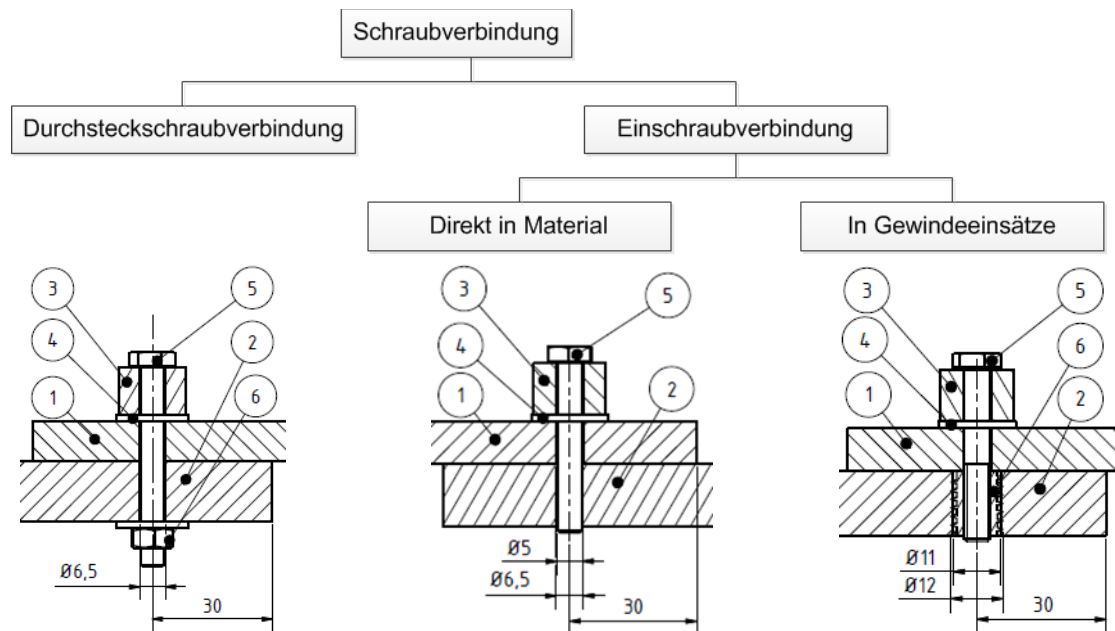 Schraubverbindung
Durchsteckschraubverbindung
Einschraubverbindung
Direkt in Material
In Gewindeeinsätze
3
5
4
2
1
6
Ø6,5
30
3
5
4
1
2
Ø5
Ø6,5
30
3
5
4
6
1
2
Ø11
Ø12
30